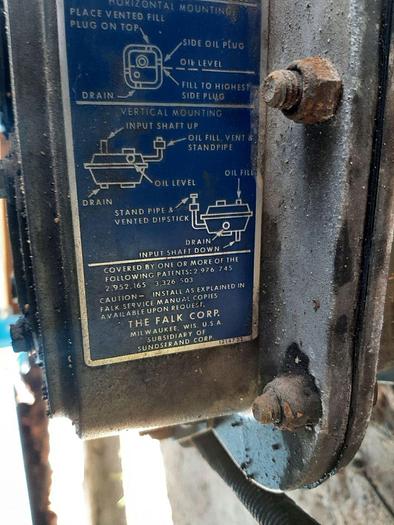 HORIZONTAL MOUNTING
PLACE VENTED FILL
PLUG ON TOP
SIDE OIL PLUG
OIL LEVEL
FILL TO HIGHEST
SIDE PLUG
DRAIN
VERTICAL MOUNTING
INPUT SHAFT UP
OIL FILL, VENT &
STANDPIPE
OIL LEVEL
DRAIN
OIL FILL
STAND PIPE &
VENTED DIPSTICK
DRAIN
INPUT SHAFT DOWN
COVERED BY ONE OR MORE OF THE
FOLLOWING PATENTS: 2,976,745
2,952,165 3,326,503
CAUTION— INSTALL AS EXPLAINED IN
FALK SERVICE MANUAL COPIES
AVAILABLE UPON REQUEST.
THE FALK CORP.
MILWAUKEE, WIS. U.S.A.
SUBSIDIARY OF
SUNDSTRAND CORP.